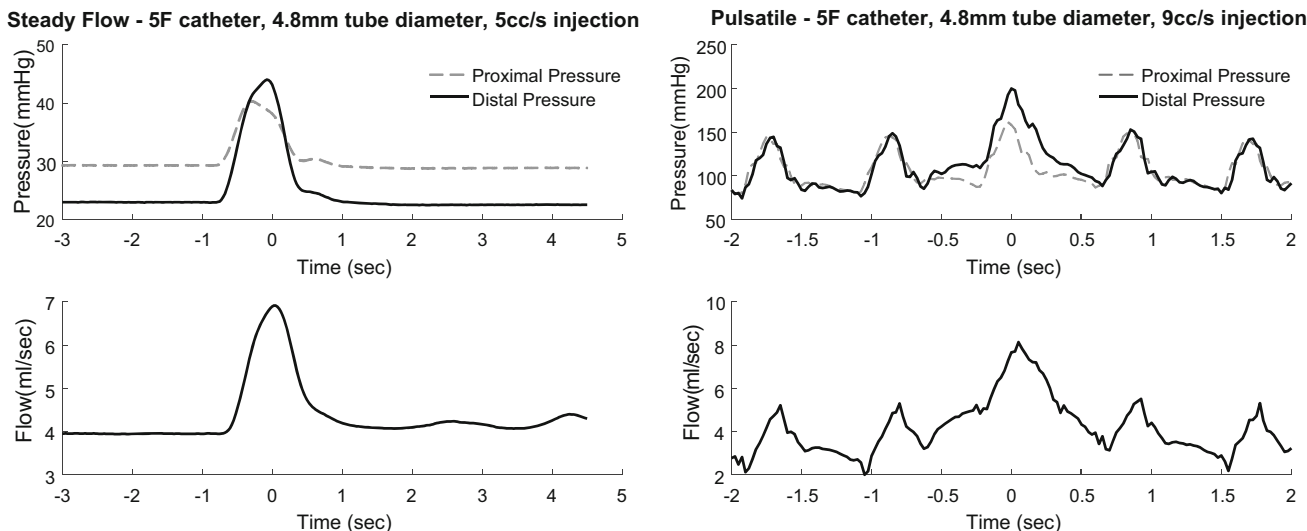 Steady Flow - 5F catheter, 4.8mm tube diameter, 5cc/s injection
50
40
30
20
Pressure(mmHg)
Proximal Pressure
Distal Pressure
-3 -2 -1 0 1 2 3 4 5
Time (sec)
7
6
5
4
3
Flow(ml/sec)
-3 -2 -1 0 1 2 3 4 5
Time (sec)
Pulsatile - 5F catheter, 4.8mm tube diameter, 9cc/s injection
250
200
150
100
50
Pressure(mmHg)
Proximal Pressure
Distal Pressure
-2 -1.5 -1 -0.5 0 0.5 1 1.5 2
Time (sec)
10
8
6
4
2
Flow(ml/sec)
-2 -1.5 -1 -0.5 0 0.5 1 1.5 2
Time (sec)